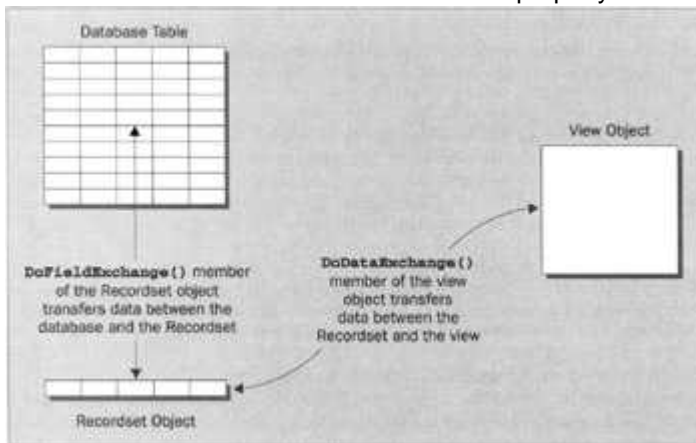 property
Database Table
View Object
DoFieldExchange() member
of the Recordset object
transfers data between the
database and the Recordset
DoDataExchange()
member of the view
object transfers
data between the
Recordset and the view
Recordset Object